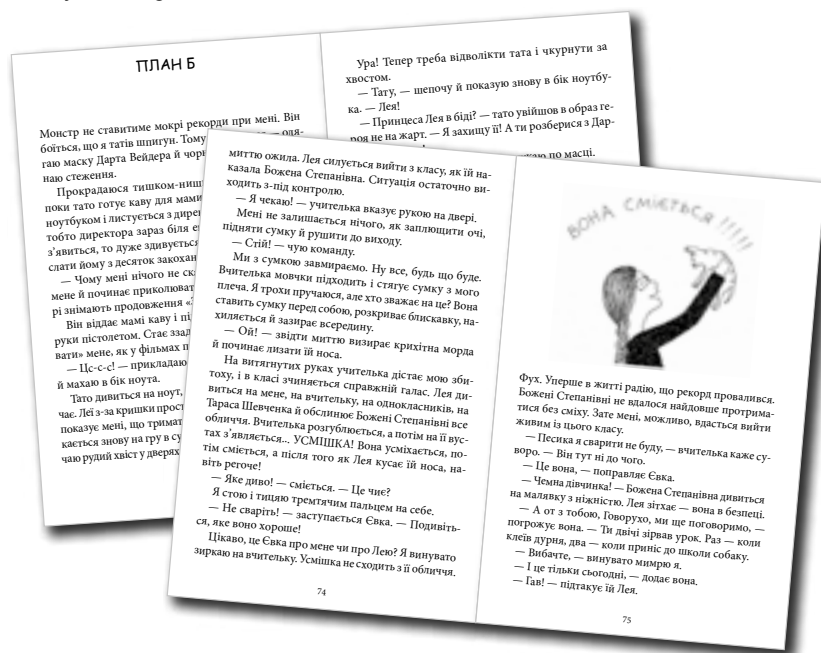 ПЛАН Б
Монстр не ставитиме мокрі рекорди при мені. Він
боїться, що я татів шпигун. Тому
гаю маску Дарта Вейдера й чорн
наю стеження.
Прокрадаюся тишком-нищ
поки тато готує каву для мами
ноутбуком і листується з дирек
тобто директора зараз біля е
з’явиться, то дуже здивується
слати йому з десяток закохан
— Чому мені нічого не ск
мене й починає приколюват
рі знімають продовження «З
Він віддає мамі каву і пі
руки пістолетом. Стає ззад
вати» мене, як у фільмах п
— Цс-с-с! — прикладаю
й махаю в бік ноута.
Тато дивиться на ноут,
чає. Леї з-за кришки прост
показує мені, що тримат
кається знову на гру в су
чаю рудий хвіст у дверях
Ура! Тепер треба відволікти тата і чкурнути за
хвостом.
— Тату, — шепочу й показую знову в бік ноутбу-
ка. — Лея!
— Принцеса Лея в біді? — тато увійшов в образ ге-
роя не на жарт. — Я захищу її! А ти розберися з Дар-
каю по масці.
миттю ожила. Лея силується вийти з класу, як їй на-
казала Божена Степанівна. Ситуація остаточно ви-
ходить з-під контролю.
— Я чекаю! — учителька вказує рукою на двері.
Мені не залишається нічого, як заплющити очі,
підняти сумку й рушити до виходу.
— Стій! — чую команду.
Ми з сумкою завмираємо. Ну все, будь що буде.
Вчителька мовчки підходить і стягує сумку з мого
плеча. Я трохи пручаюся, але хто зважає на це? Вона
ставить сумку перед собою, розкриває блискавку, на-
хиляється й зазирає всередину.
— Ой! — звідти миттю визирає крихітна морда
й починає лизати їй носа.
На витягнутих руках учителька дістає мою зби-
тоху, і в класі зчиняється справжній галас. Лея ди-
виться на мене, на вчительку, на однокласників, на
Тараса Шевченка й обслинює Божені Степанівні все
обличчя. Вчителька розгублюється, а потім на її вус-
тах з’являється... УСМІШКА! Вона усміхається, по-
тім сміється, а після того як Лея кусає їй носа, на-
віть регоче!
— Яке диво! — сміється. — Це чиє?
Я стою і тицяю тремтячим пальцем на себе.
— Не сваріть! — заступається Євка. — Подивіть-
ся, яке воно хороше!
Цікаво, це Євка про мене чи про Лею? Я винувато
зиркаю на вчительку. Усмішка не сходить з її обличчя.
74
ВОНА СМІЄТЬСЯ!!!!!
Фух. Уперше в житті радію, що рекорд провалився.
Божені Степанівні не вдалося найдовше протрима-
тися без сміху. Зате мені, можливо, вдасться вийти
живим із цього класу.
— Песика я сварити не буду, — вчителька каже су-
воро. — Він тут ні до чого.
— Це вона, — поправляє Євка.
— Чемна дівчинка! — Божена Степанівна дивиться
на малявку з ніжністю. Лея зітхає — вона в безпеці.
— А от з тобою, Говорухо, ми ще поговоримо, —
погрожує вона. — Ти двічі зірвав урок. Раз — коли
клеїв дурня, два — коли приніс до школи собаку.
— Вибачте, — винувато мимрю я.
— І це тільки сьогодні, — додає вона.
— Гав! — підтакує їй Лея.
75